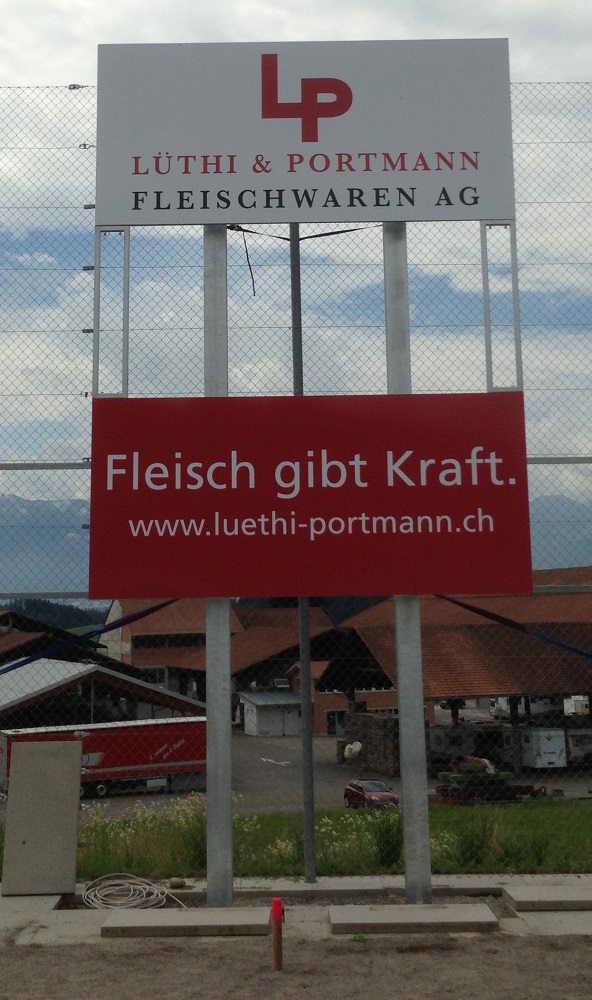 LP
LÜTHI & PORTMANN
FLEISCHWAREN AG
Fleisch gibt Kraft.
www.luethi-portmann.ch